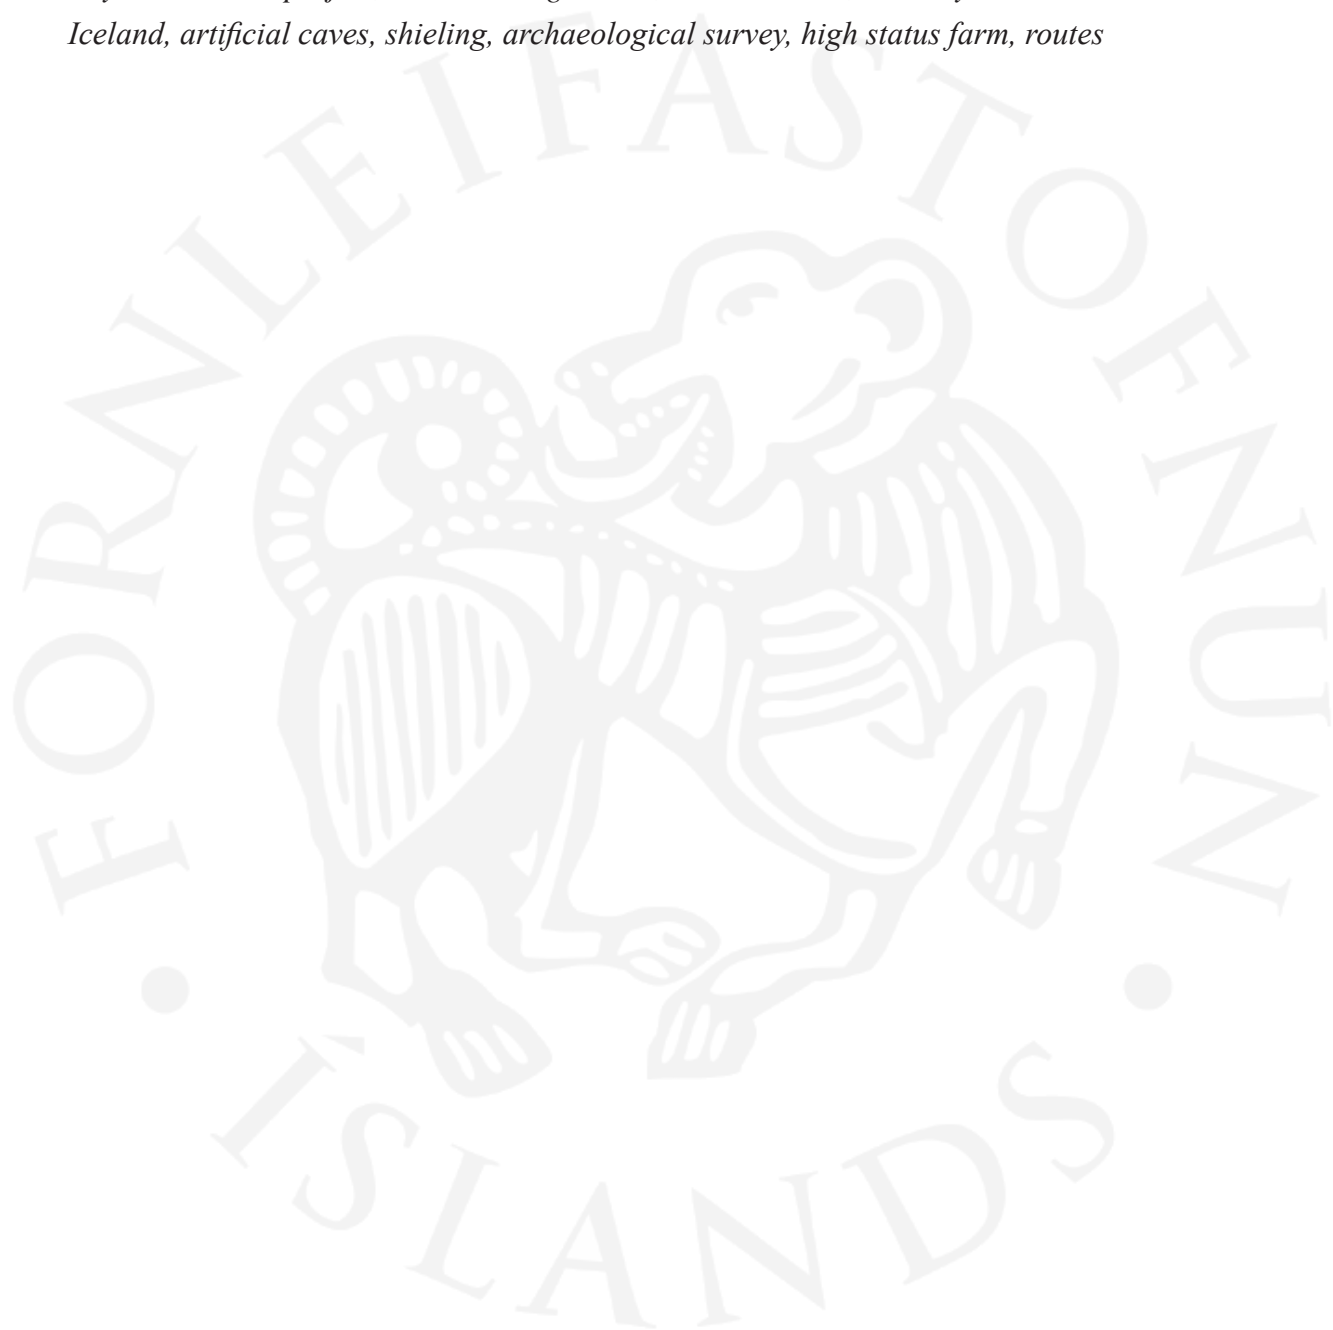 Iceland, artificial caves, shieling, archaeological survey, high status farm, routes
FORNLEIFASTOFNUN
ÍSLANDS